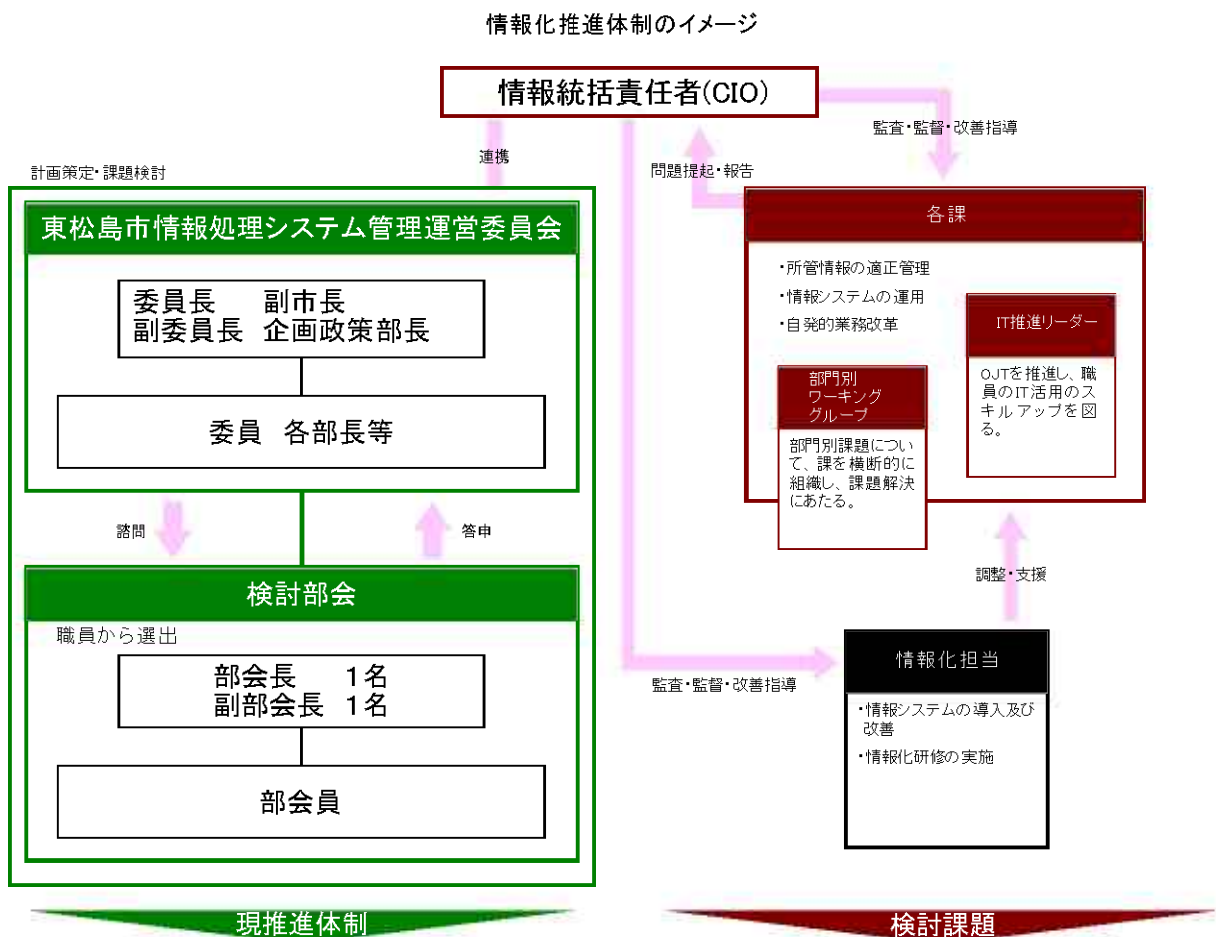 情報化推進体制のイメージ
情報統括責任者(CIO)
監査・監督・改善指導
連携
問題提起・報告
計画策定・課題検討
東松島市情報処理システム管理運営委員会
委員長　副市長
副委員長　企画政策部長
委員　各部長等
諮問
答申
検討部会
職員から選出
部会長　1名
副部会長　1名
部会員
現推進体制
各課
・所管情報の適正管理
・情報システムの運用
・自発的業務改革
IT推進リーダー
OJTを推進し、職
員のIT活用のス
キルアップを図
る。
部門別
ワーキング
グループ
部門別課題につい
て、課を横断的に
組織し、課題解決
にあたる。
調整・支援
監査・監督・改善指導
情報化担当
・情報システムの導入及び
改善
・情報化研修の実施
検討課題